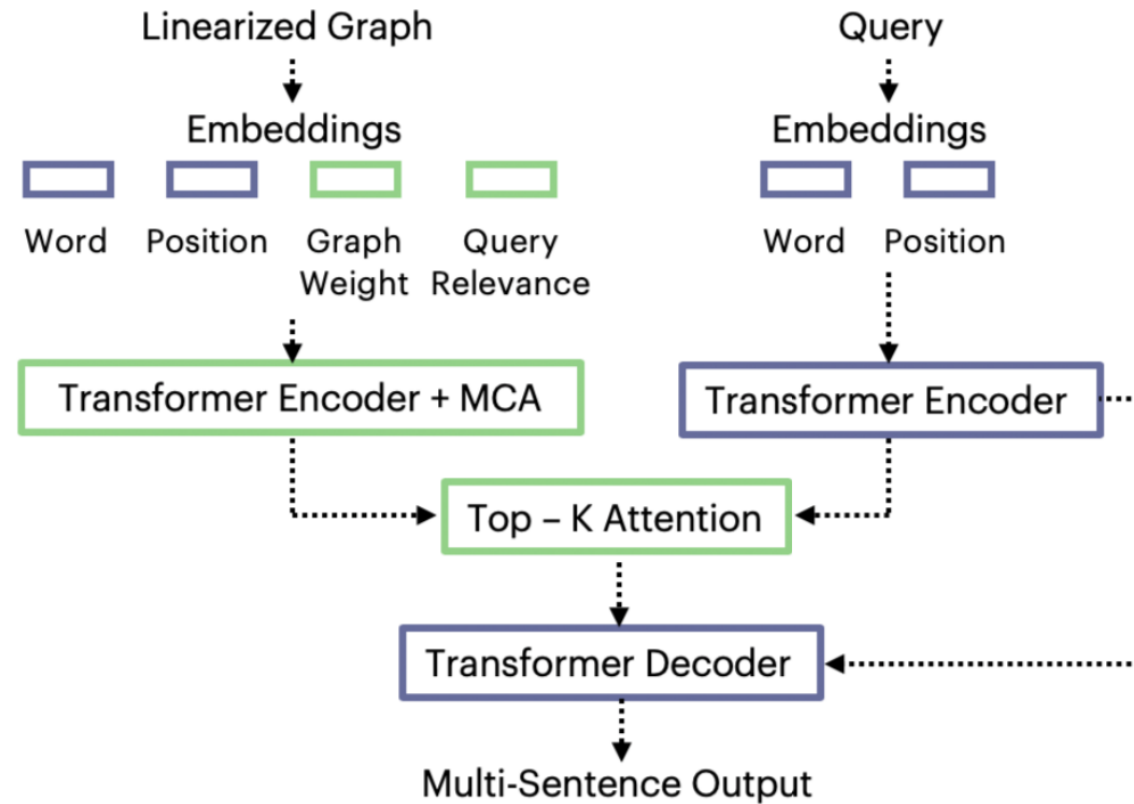 Linearized Graph
Query
Embeddings
Embeddings
Word
Position
Graph
Weight
Query
Relevance
Word
Position
Transformer Encoder + MCA
Transformer Encoder
Top – K Attention
Transformer Decoder
Multi-Sentence Output